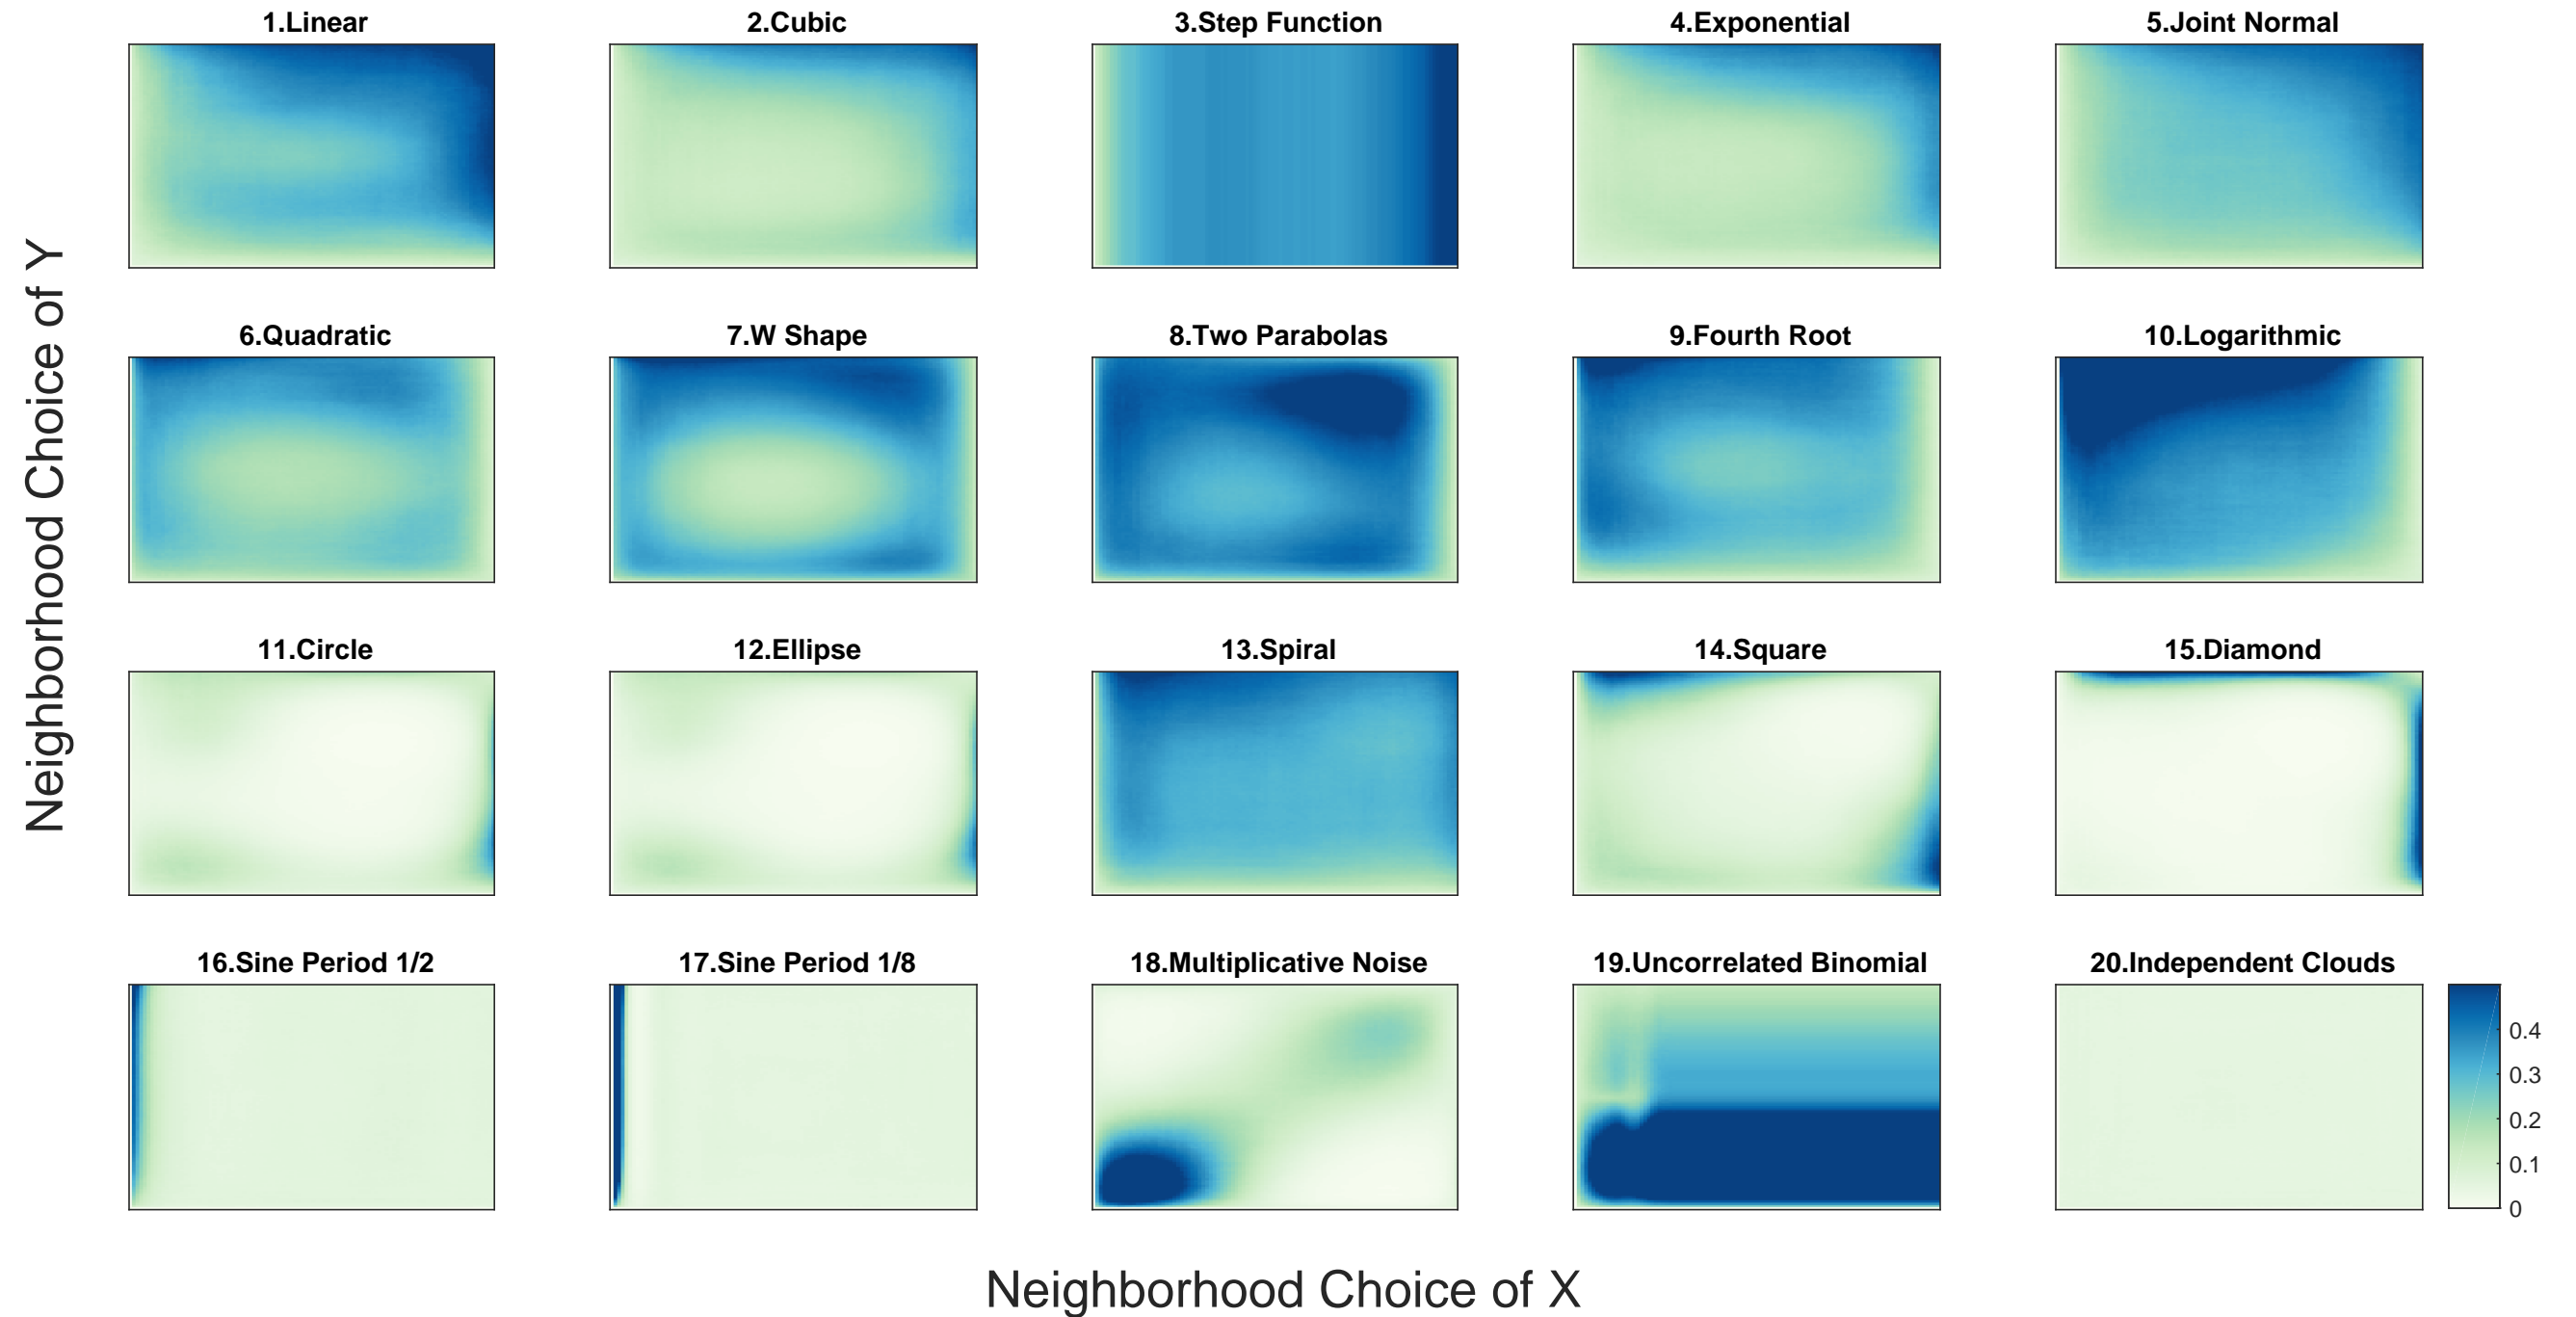 1.Linear
2.Cubic
3.Step Function
4.Exponential
5.Joint Normal
6.Quadratic
7.W Shape
8.Two Parabolas
9.Fourth Root
10.Logarithmic
Neighborhood Choice of Y
11.Circle
12.Ellipse
13.Spiral
14.Square
15.Diamond
16.Sine Period 1/2
17.Sine Period 1/8
18.Multiplicative Noise
19.Uncorrelated Binomial
20.Independent Clouds
0.4
0.3
0.2
0.1
0
Neighborhood Choice of X